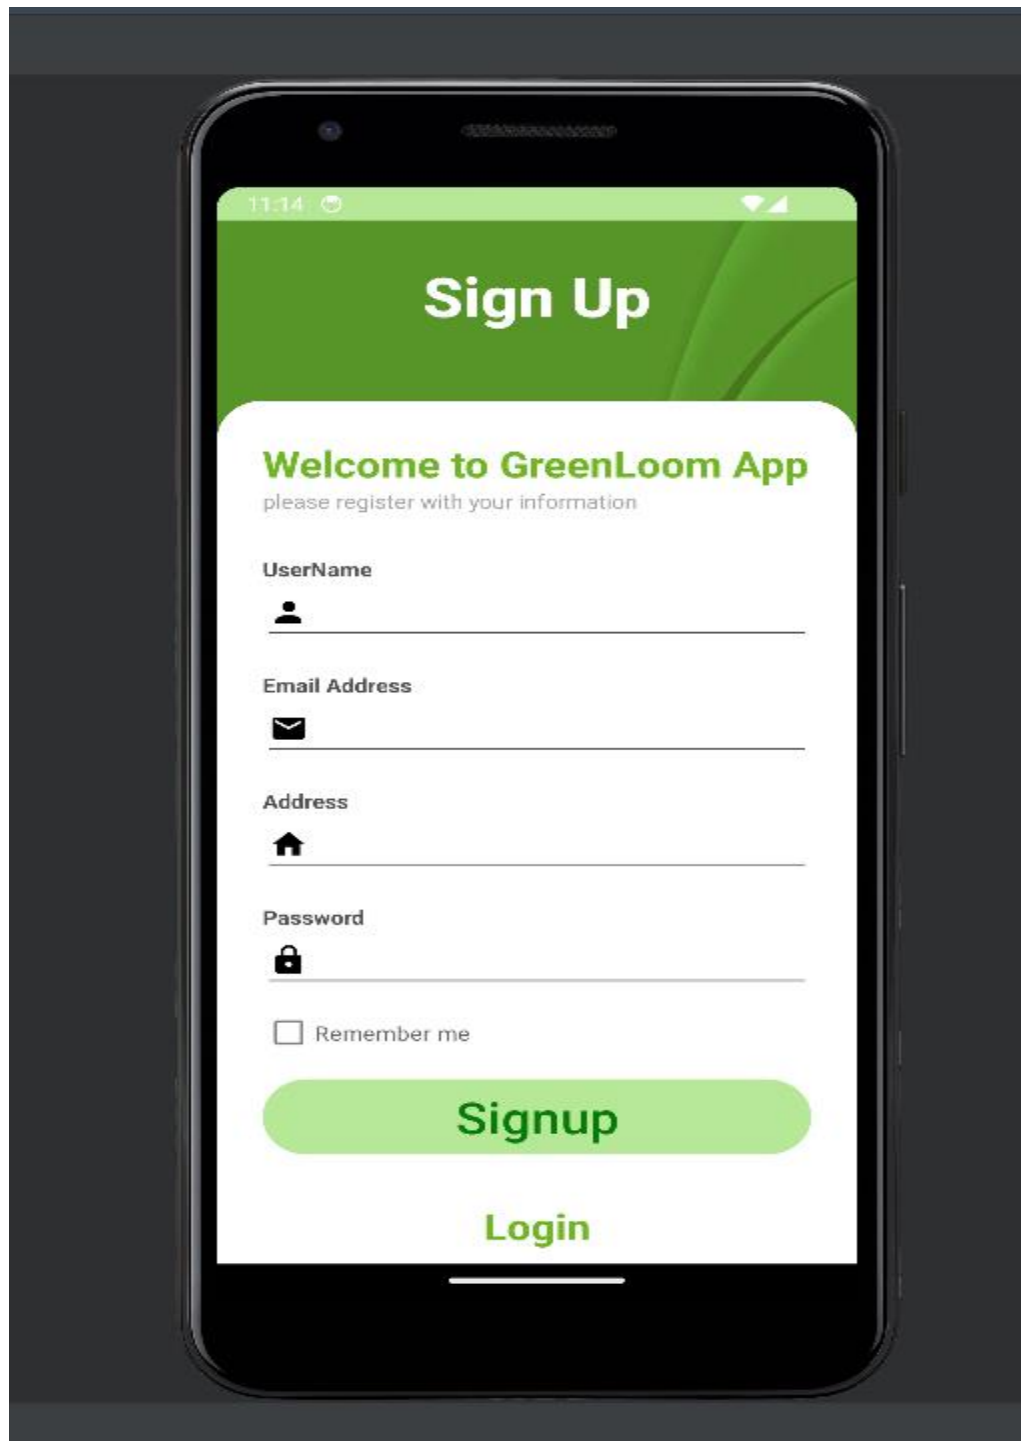 11:14
Sign Up
Welcome to GreenLoom App
please register with your information
UserName
Email Address
Address
Password
Remember me
Signup
Login